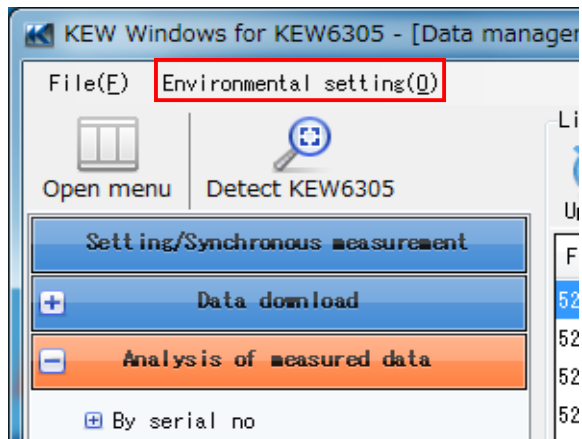 KEW Windows for KEW6305 - [Data manager
File(F) Environmental setting(O)
Open menu
Detect KEW6305
Setting/Synchronous measurement
Data download
Analysis of measured data
By serial no
Li
Up
F
52
52
52
52